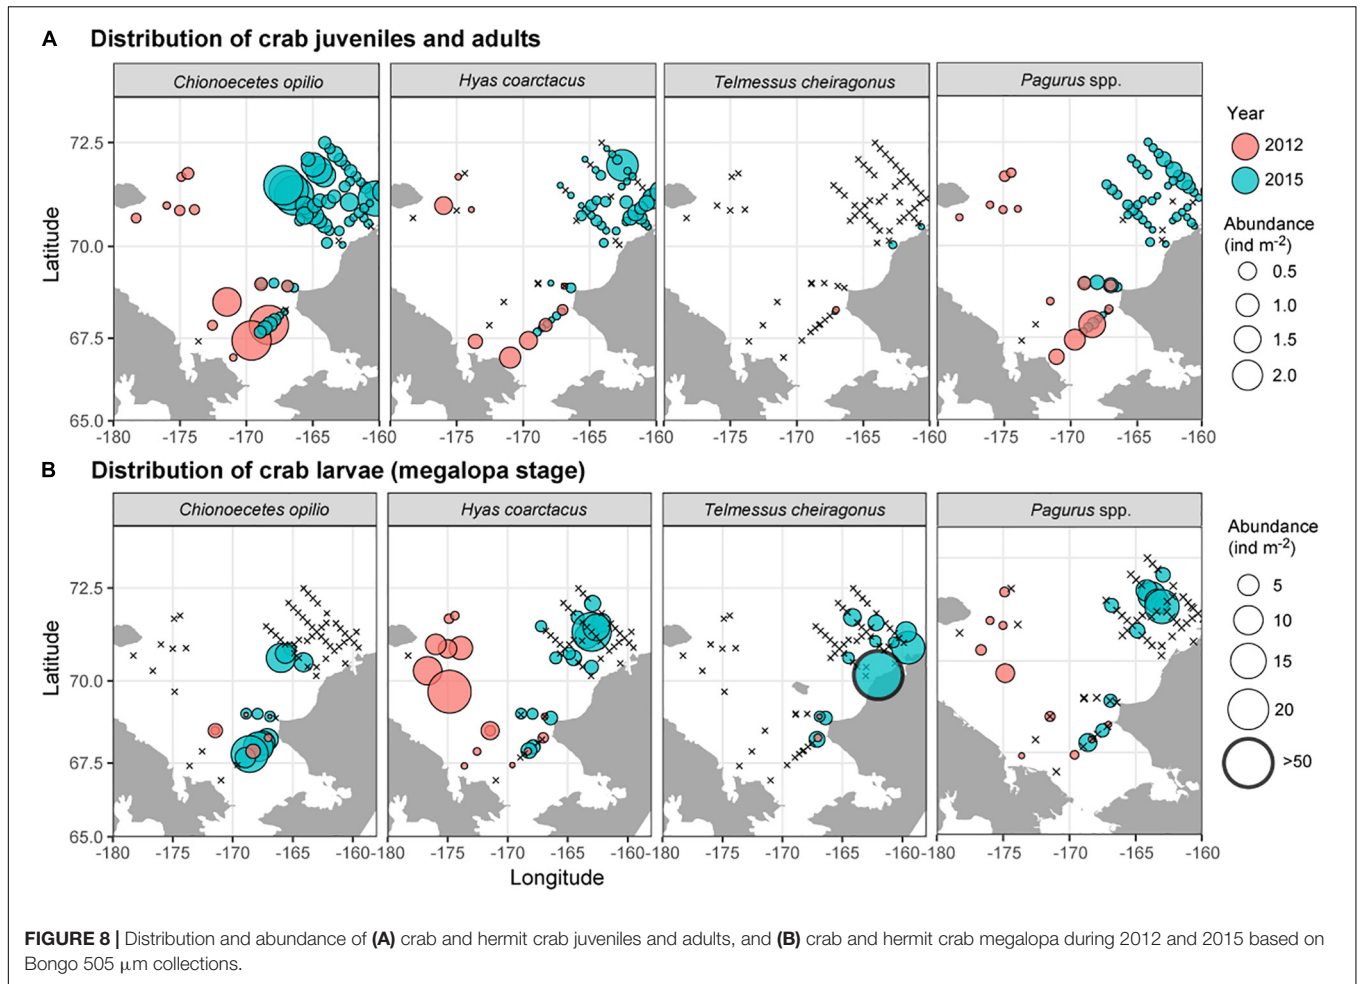 A Distribution of crab juveniles and adults
Chionoecetes opilio
Hyas coarctacus
Telmessus cheiragonus
Pagurus spp.
72.5
70.0
67.5
65.0
Latitude
-180 -175 -170 -165 -160
-175 -170 -165 -160
-175 -170 -165 -160
-175 -170 -165 -160
Year
2012
2015
Abundance
(ind m-2)
0.5
1.0
1.5
2.0
B Distribution of crab larvae (megalopa stage)
Chionoecetes opilio
Hyas coarctacus
Telmessus cheiragonus
Pagurus spp.
72.5
70.0
67.5
65.0
Latitude
-180 -175 -170 -165 -160
-180 -175 -170 -165 -160
-180 -175 -170 -165 -160
-180 -175 -170 -165 -160
Longitude
Abundance
(ind m-2)
5
10
15
20
>50
FIGURE 8 | Distribution and abundance of (A) crab and hermit crab juveniles and adults, and (B) crab and hermit crab megalopa during 2012 and 2015 based on
Bongo 505 μm collections.